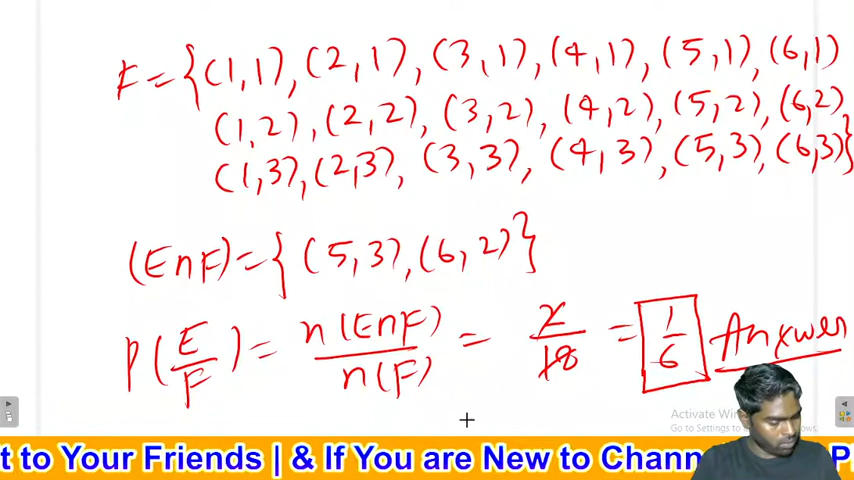 F = {(1,1), (2,1), (3,1), (4,1), (5,1), (6,1)
(1,2), (2,2), (3,2), (4,2), (5,2), (6,2)
(1,3), (2,3), (3,3), (4,3), (5,3), (6,3)}
(E∩F) = { (5,3), (6,2) }
P(E/F) = n(E∩F)/n(F) = 2/18 = 1/6 Answer
Activate Win
Go to Settings to
t to Your Friends | & If You are New to Chann